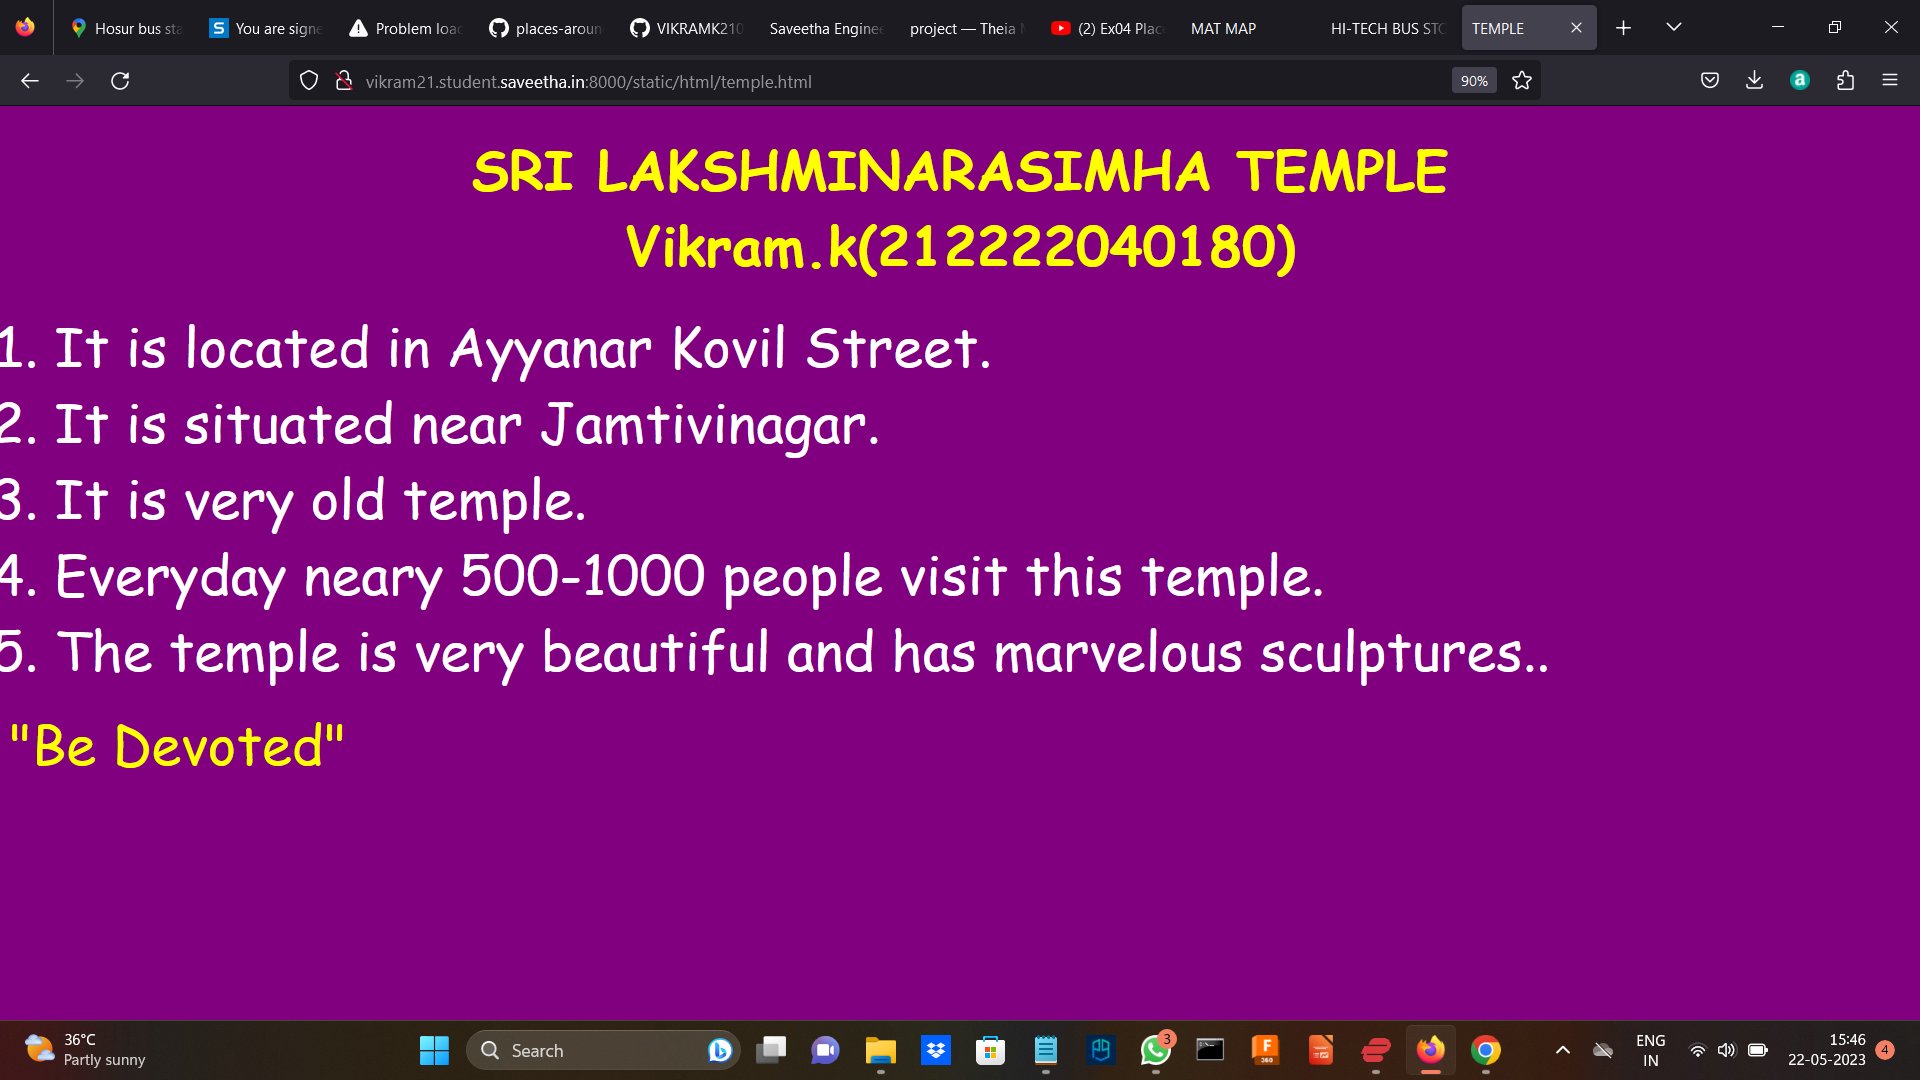 Hosur bus sta
You are signe
Problem loac
places-aroun
VIKRAMK210
Saveetha Enginee
project — Theia
(2) Ex04 Plac
MAT MAP
HI-TECH BUS STO
TEMPLE
vikram21.student.saveetha.in:8000/static/html/temple.html
90%
SRI LAKSHMINARASIMHA TEMPLE
Vikram.k(212222040180)
1. It is located in Ayyanar Kovil Street.
2. It is situated near Jamtivinagar.
3. It is very old temple.
4. Everyday neary 500-1000 people visit this temple.
5. The temple is very beautiful and has marvelous sculptures..
"Be Devoted"
36°C
Partly sunny
Search
3
F
360
ENG
IN
15:46
22-05-2023
4